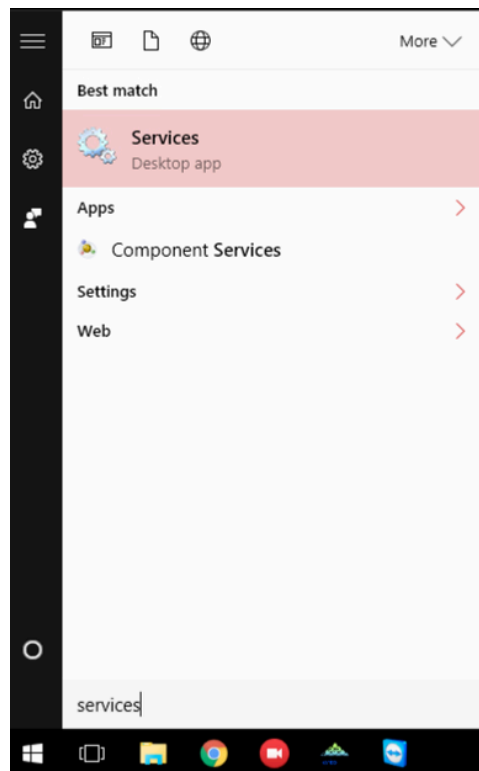 More
Best match
Services
Desktop app
Apps
Component Services
Settings
Web
services